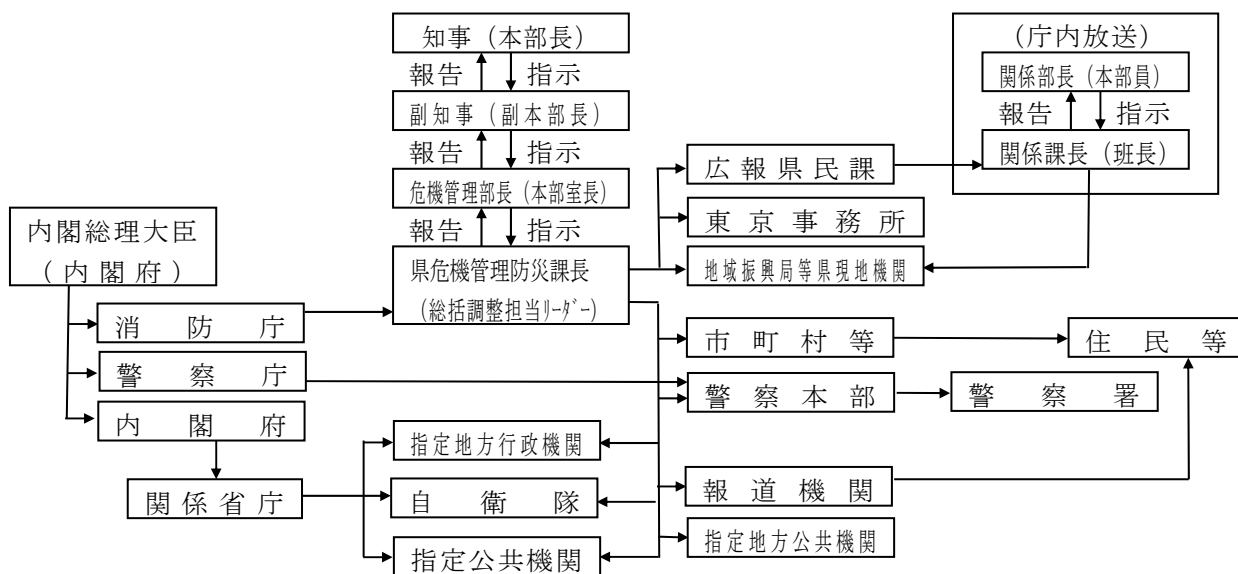 知事（本部長）
報告　指示
副知事（副本部長）
報告　指示
危機管理部長（本部室長）
報告　指示
県危機管理防災課長
（総括調整担当ﾘｰﾀﾞｰ）
（庁内放送）
関係部長（本部員）
報告　指示
関係課長（班長）
広報県民課
東京事務所
地域振興局等県現地機関
内閣総理大臣
（内閣府）
消防庁
警察庁
内閣府
関係省庁
市町村等
住民等
警察本部
警察署
指定地方行政機関
自衛隊
指定公共機関
報道機関
指定地方公共機関